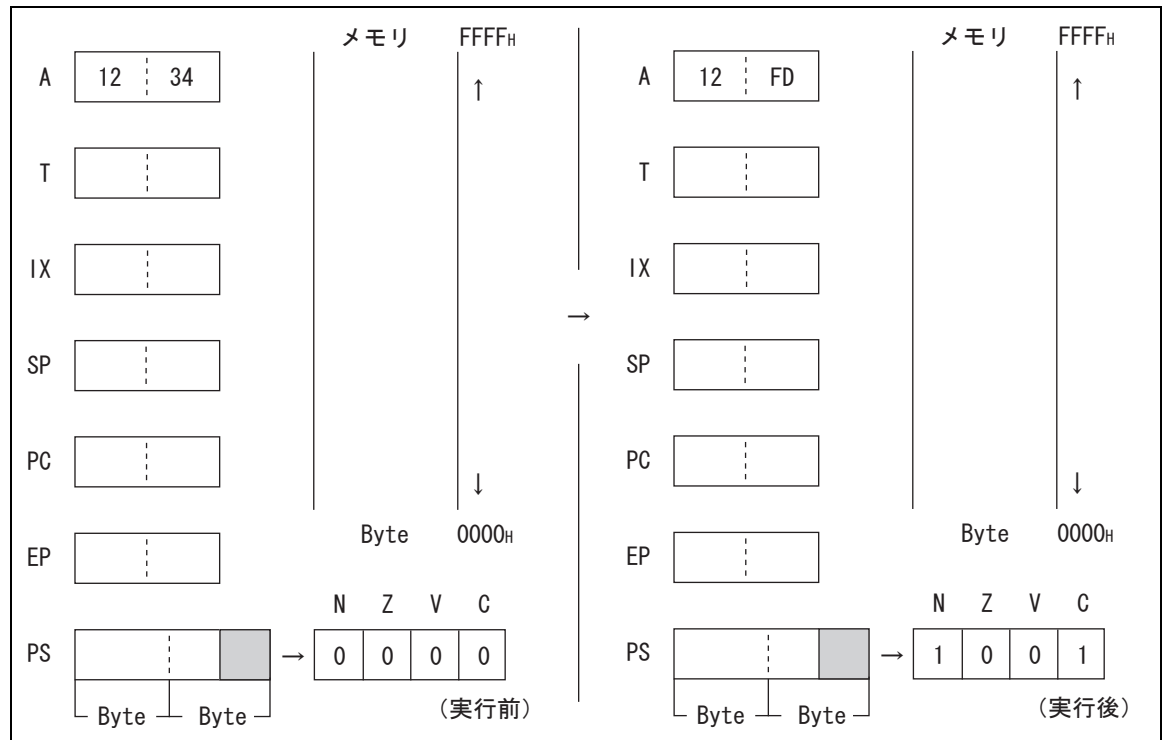 メモリ FFFFH
A 12 34
↑
T
IX
SP
PC
↓
Byte 0000H
EP
N Z V C
PS → 0 0 0 0
Byte Byte (実行前)
→
メモリ FFFFH
A 12 FD
↑
T
IX
SP
PC
↓
Byte 0000H
EP
N Z V C
PS → 1 0 0 1
Byte Byte (実行後)